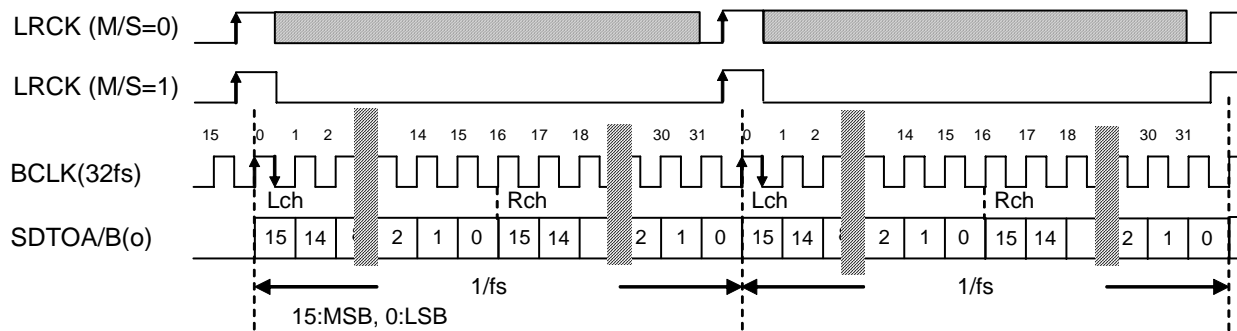 LRCK (M/S=0)
LRCK (M/S=1)
15 0 1 2 14 15 16 17 18 30 31 0 1 2 14 15 16 17 18 30 31
BCLK(32fs)
Lch Rch Lch Rch
SDTOA/B(o) 15 14 2 1 0 15 14 2 1 0 15 14 2 1 0 15 14 2 1 0
1/fs 1/fs
15:MSB, 0:LSB